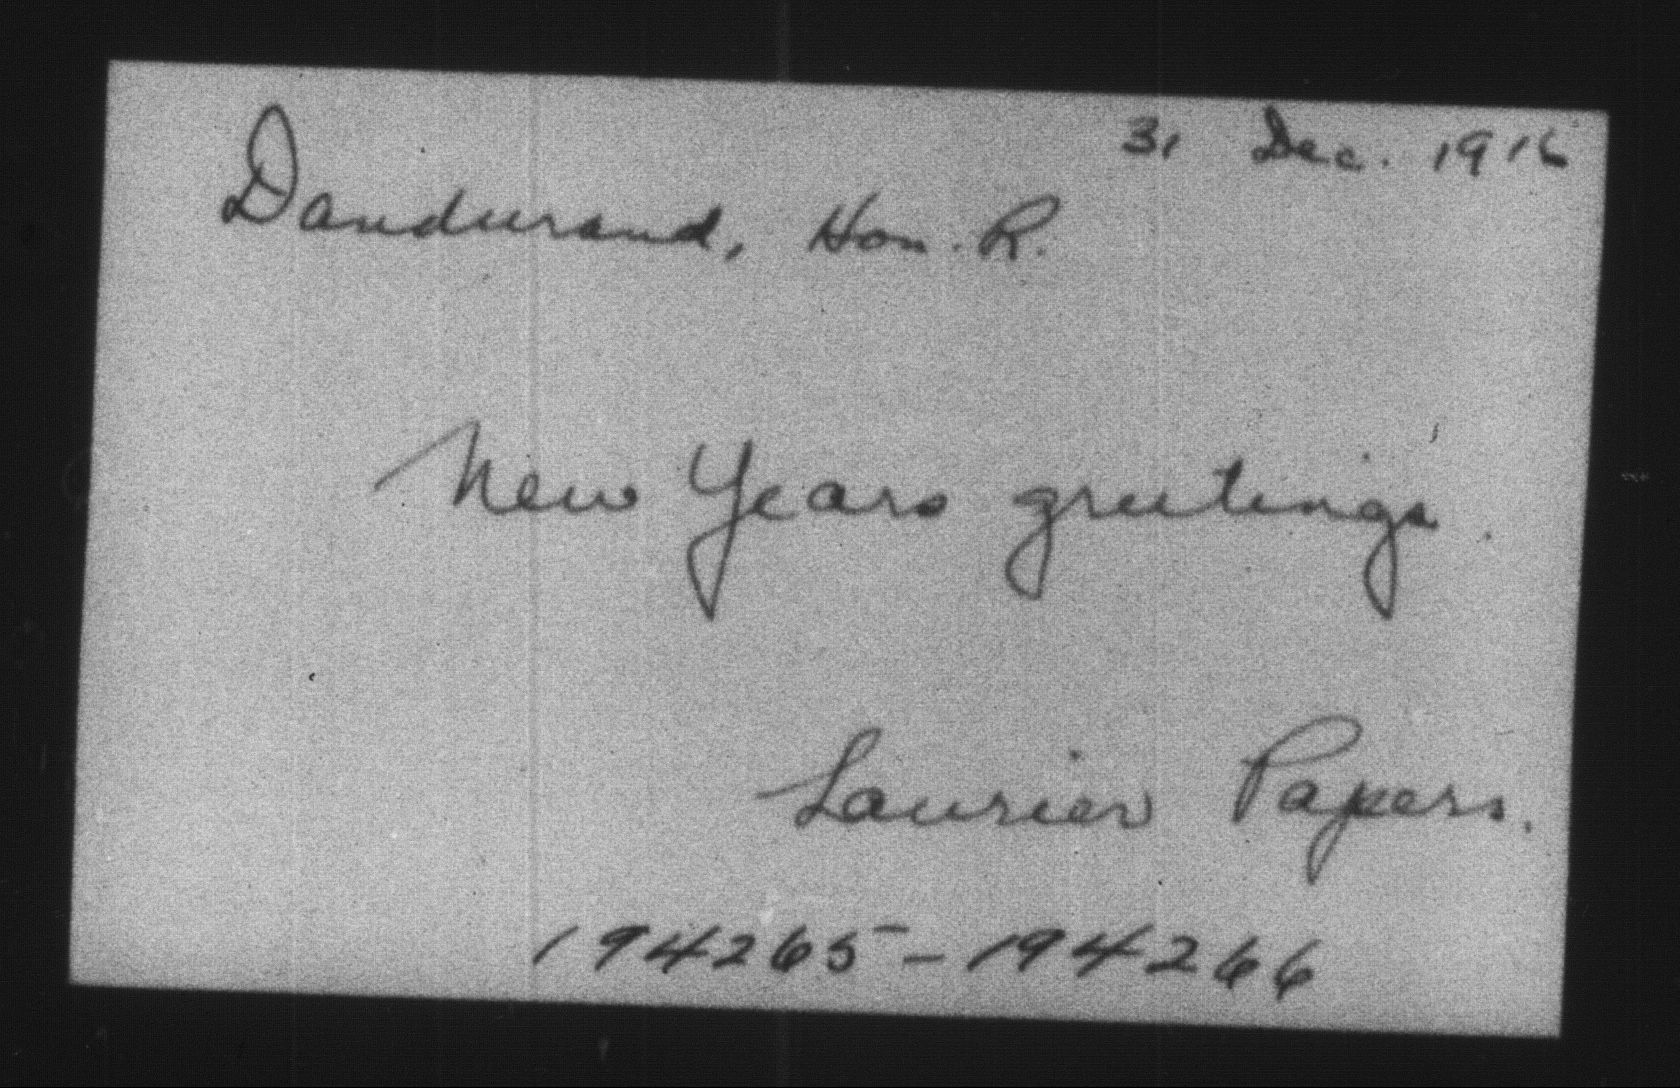 31 Dec. 1916
Dandurand, Hon. R.
New Years greetings.
Laurier Papers.
194265-194266